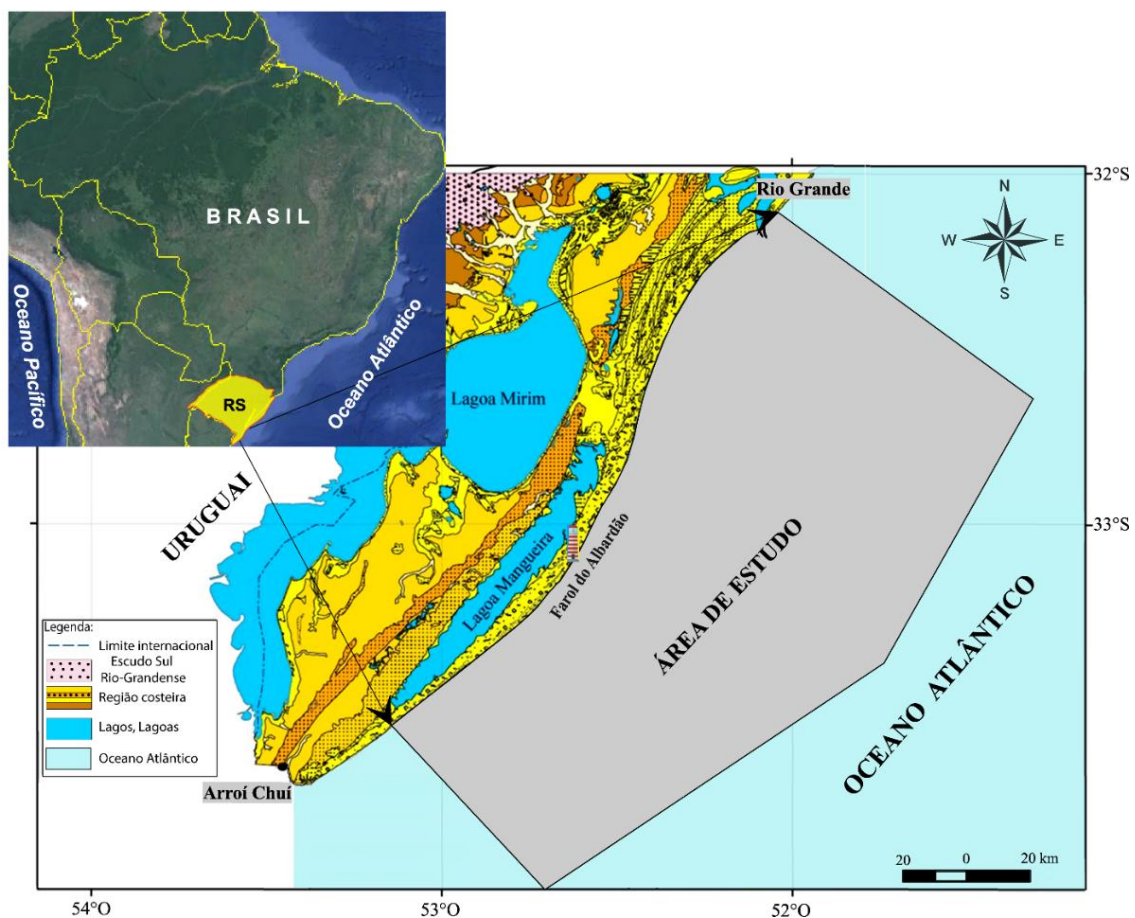 BRASIL
Oceano Pacífico
Oceano Atlântico
RS
Rio Grande
32°S
N
W
E
S
Lagoa Mirim
33°S
URUGUAI
Lagoa Mangueira
Farol do Albardão
ÁREA DE ESTUDO
OCEANO ATLÂNTICO
Legenda:
Limite internacional
Escudo Sul
Rio-Grandense
Região costeira
Lagos, Lagoas
Oceano Atlântico
Arroí Chuí
20 0 20 km
54°O
53°O
52°O